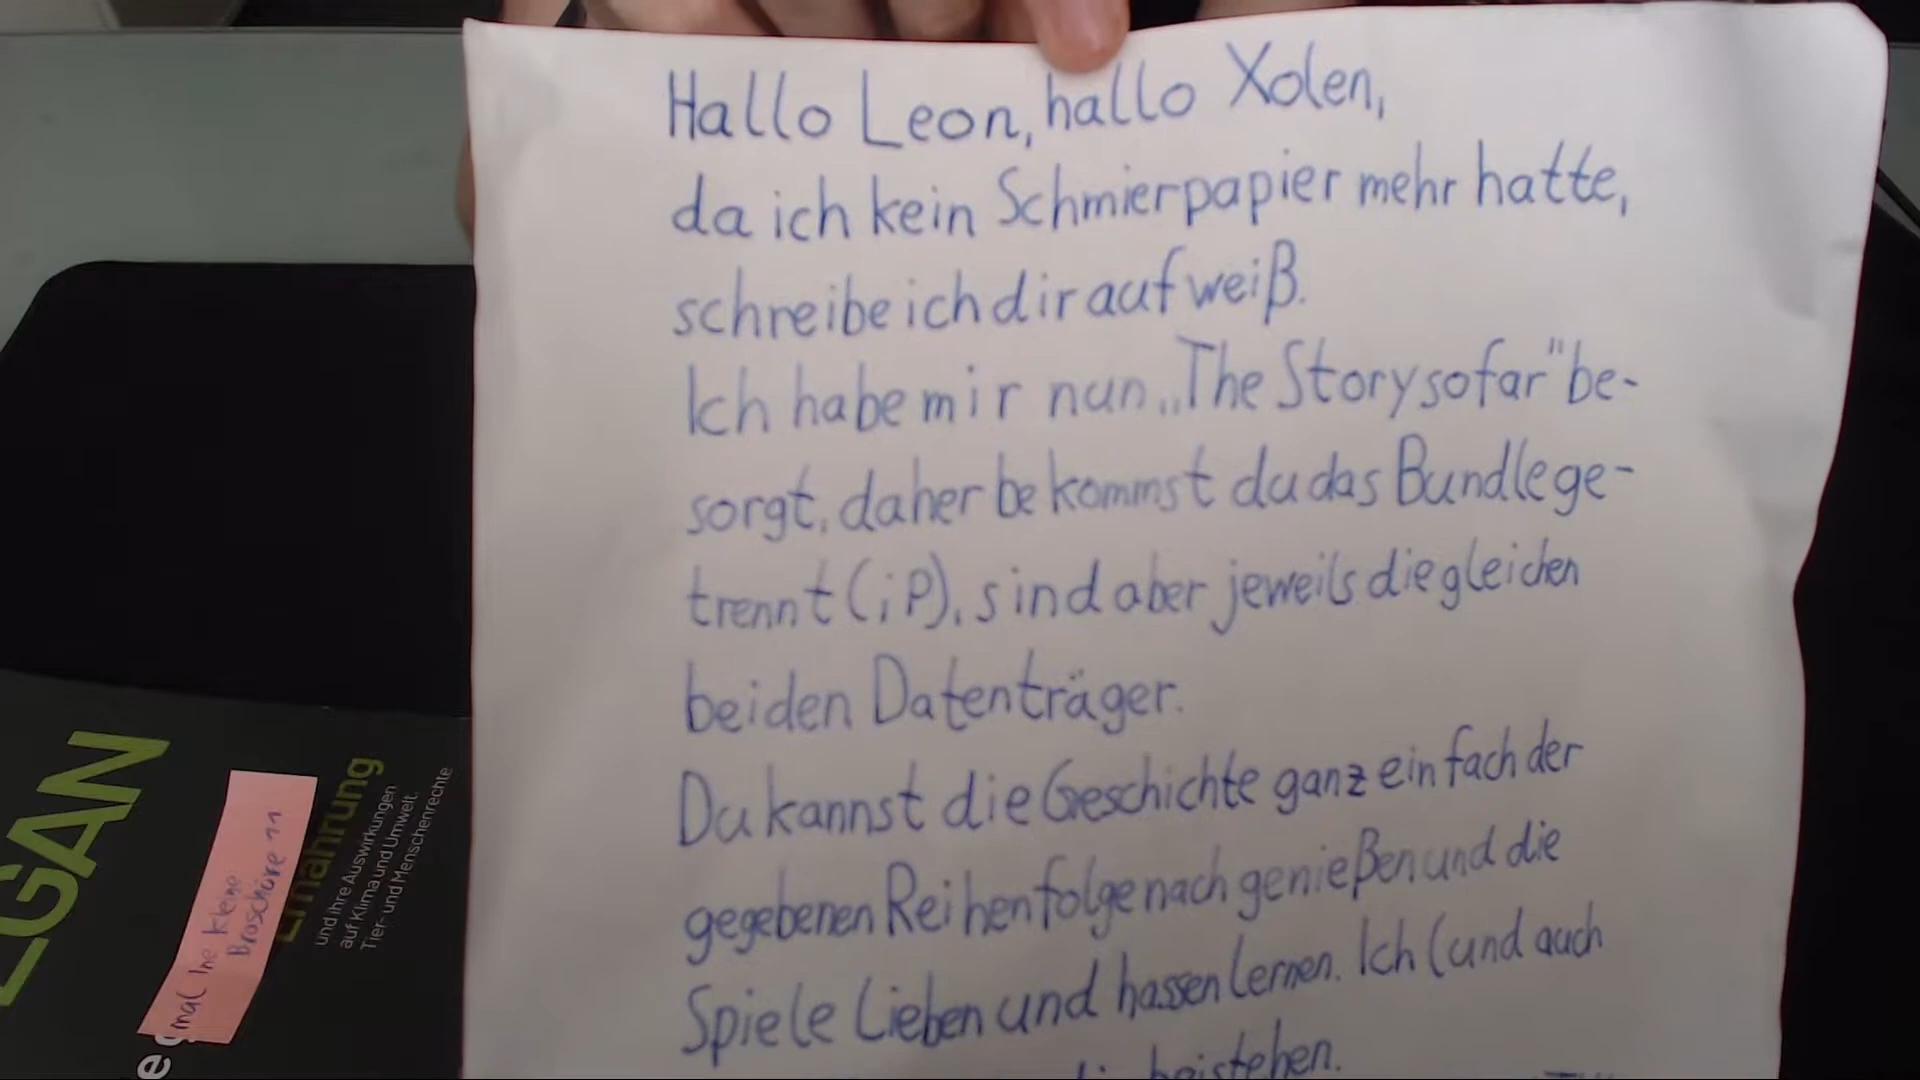 Hallo Leon, hallo Xolen,
da ich kein Schmierpapier mehr hatte,
schreibe ich dir auf weiß.
Ich habe mir nun „The Story so far" be-
sorgt, daher bekommst du das Bundle ge-
trennt (;P), sind aber jeweils die gleichen
beiden Datenträger.
Du kannst die Geschichte ganz einfach der
gegebenen Reihenfolge nach genießen und die
Spiele lieben und hassen lernen. Ich (und auch
beistehen.
EGAN
Ernährung
und ihre Auswirkungen
auf Klima und Umwelt.
Tier- und Menschenrechte
mal ne kleine
Broschüre ^^